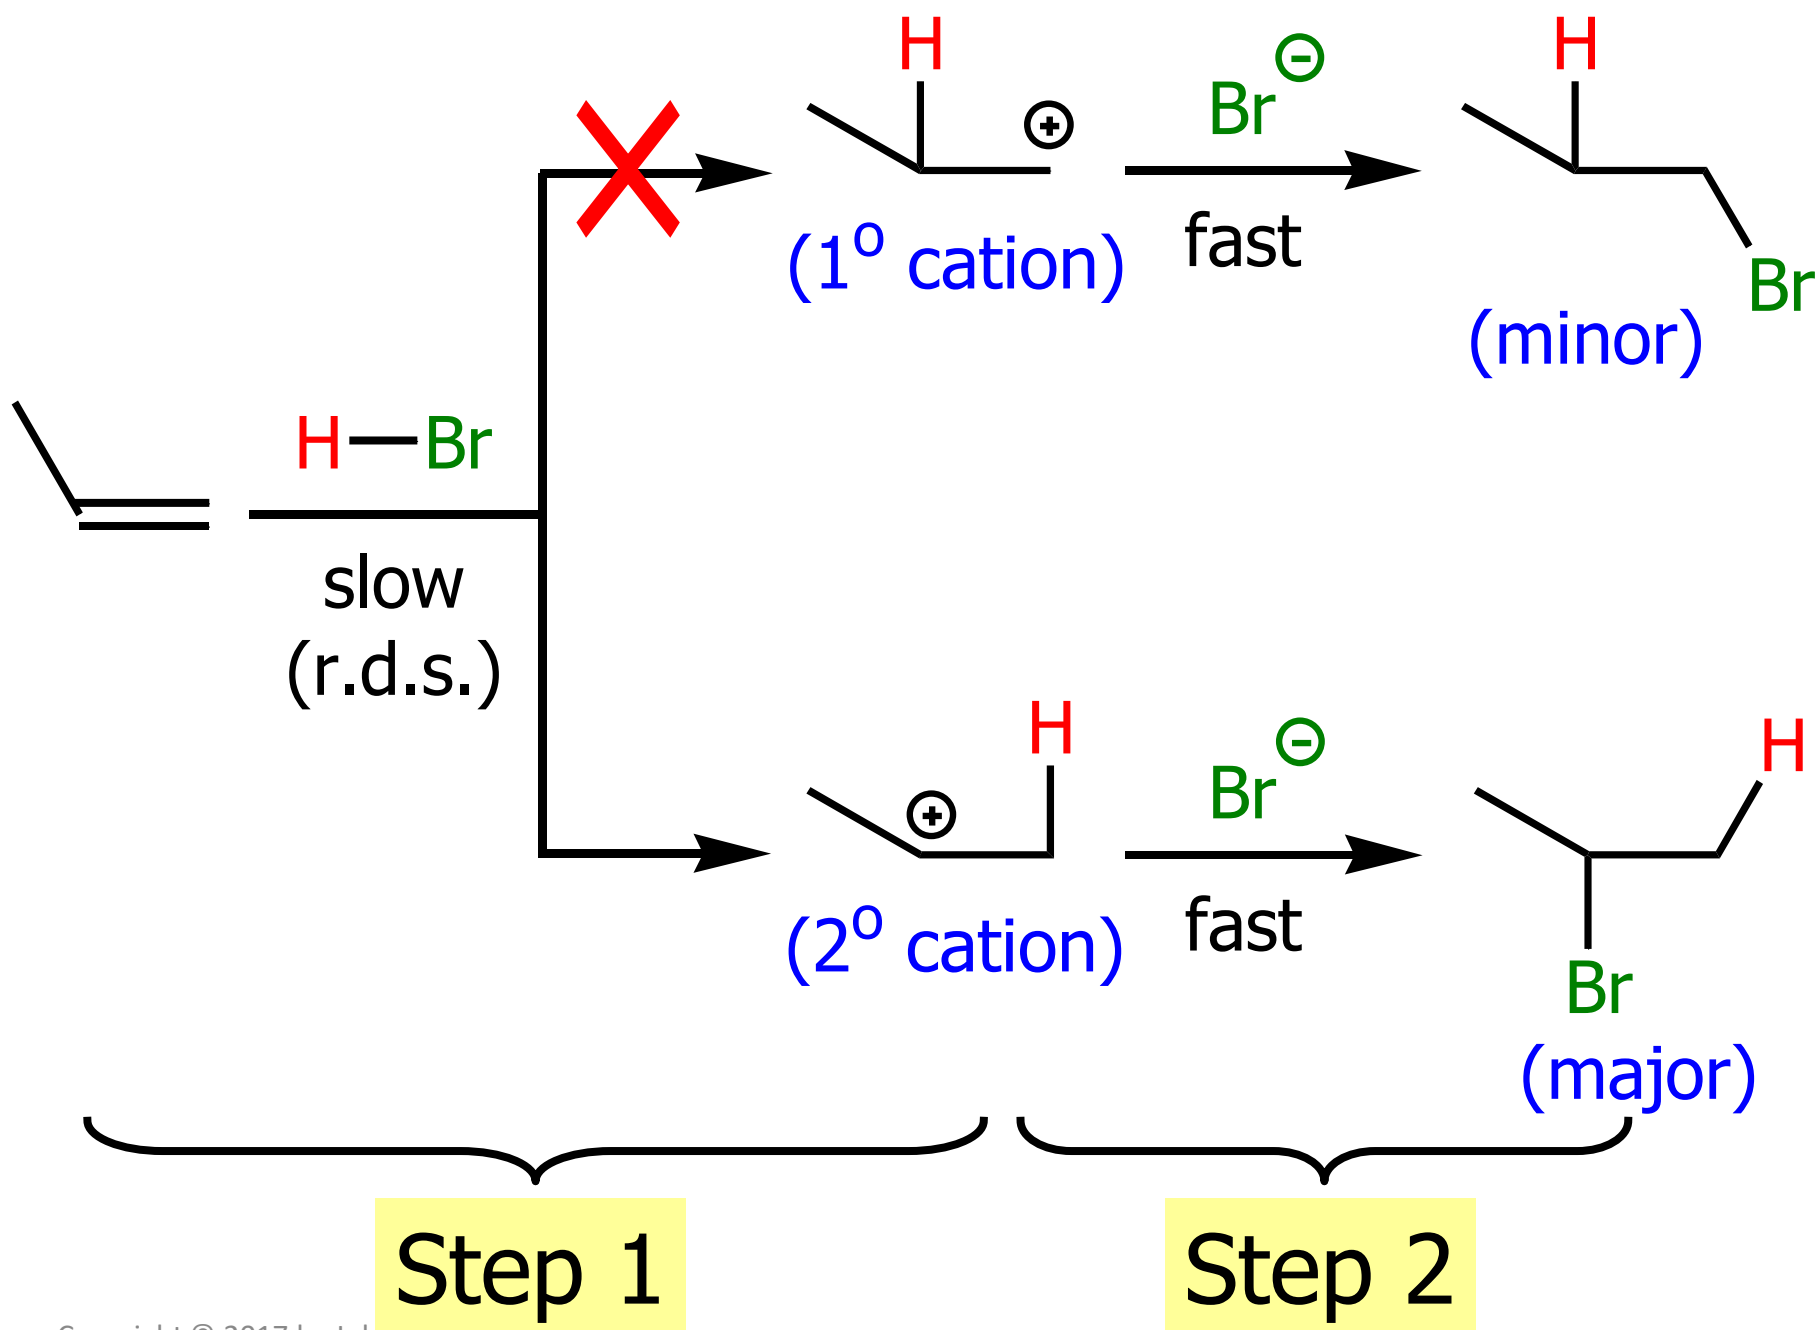 H
⊕
Br⊖
H
(1º cation)
fast
Br
(minor)
H—Br
slow
(r.d.s.)
H
⊕
Br⊖
H
(2º cation)
fast
Br
(major)
Step 1
Step 2